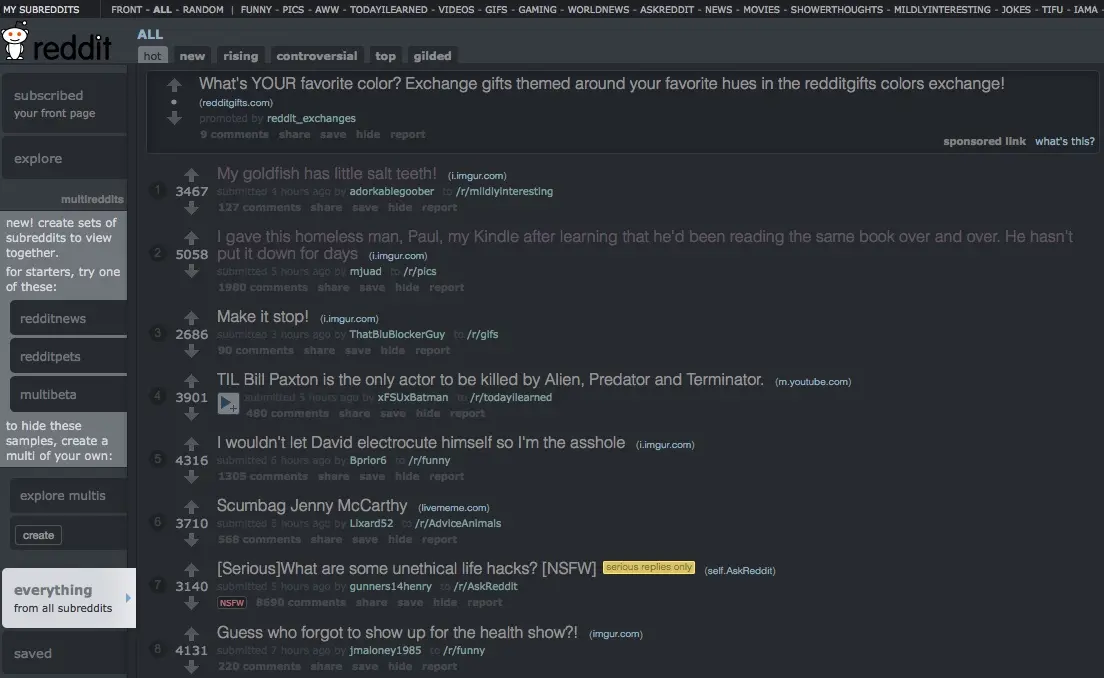 MY SUBREDDITS FRONT - ALL - RANDOM | FUNNY - PICS - AWW - TODAYILEARNED - VIDEOS - GIFS - GAMING - WORLDNEWS - ASKREDDIT - NEWS - MOVIES - SHOWERTHOUGHTS - MILDLYINTERESTING - JOKES - TIFU - IAMA -
reddit
ALL
hot new rising controversial top gilded
subscribed
your front page
explore
multireddits
new! create sets of
subreddits to view
together.
for starters, try one
of these:
redditnews
redditpets
multibeta
to hide these
samples, create a
multi of your own:
explore multis
create
everything
from all subreddits
saved
What's YOUR favorite color? Exchange gifts themed around your favorite hues in the redditgifts colors exchange!
(redditgifts.com)
promoted by reddit_exchanges
9 comments share save hide report
sponsored link what's this?
1
3467
My goldfish has little salt teeth! (i.imgur.com)
submitted 4 hours ago by adorkablegoober to /r/mildlyinteresting
127 comments share save hide report
2
5058
I gave this homeless man, Paul, my Kindle after learning that he'd been reading the same book over and over. He hasn't
put it down for days (i.imgur.com)
submitted 5 hours ago by mjuad to /r/pics
1980 comments share save hide report
3
2686
Make it stop! (i.imgur.com)
submitted 3 hours ago by ThatBluBlockerGuy to /r/gifs
90 comments share save hide report
4
3901
TIL Bill Paxton is the only actor to be killed by Alien, Predator and Terminator. (m.youtube.com)
submitted 5 hours ago by xFSUxBatman to /r/todayilearned
480 comments share save hide report
5
4316
I wouldn't let David electrocute himself so I'm the asshole (i.imgur.com)
submitted 6 hours ago by Bprior6 to /r/funny
1305 comments share save hide report
6
3710
Scumbag Jenny McCarthy (livememe.com)
submitted 6 hours ago by Lixard52 to /r/AdviceAnimals
568 comments share save hide report
7
3140
[Serious]What are some unethical life hacks? [NSFW] serious replies only (self.AskReddit)
submitted 5 hours ago by gunners14henry to /r/AskReddit
NSFW 8690 comments share save hide report
8
4131
Guess who forgot to show up for the health show?! (imgur.com)
submitted 7 hours ago by jmaloney1985 to /r/funny
220 comments share save hide report